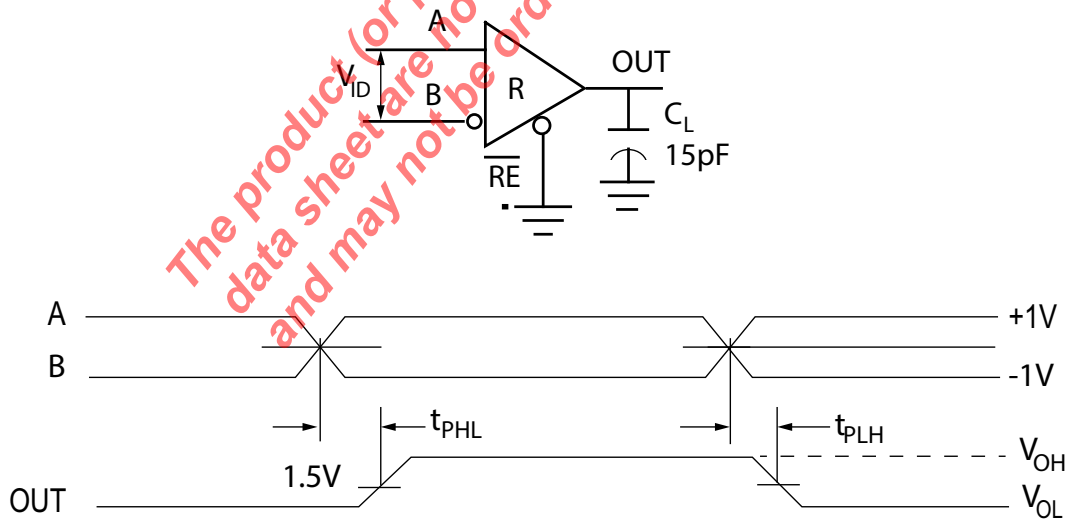 A
V_ID
B
R
OUT
C_L
15pF
RE
The product (or
data sheet are no
and may not be ord
A
+1V
B
-1V
t_PHL
t_PLH
1.5V
V_OH
OUT
V_OL